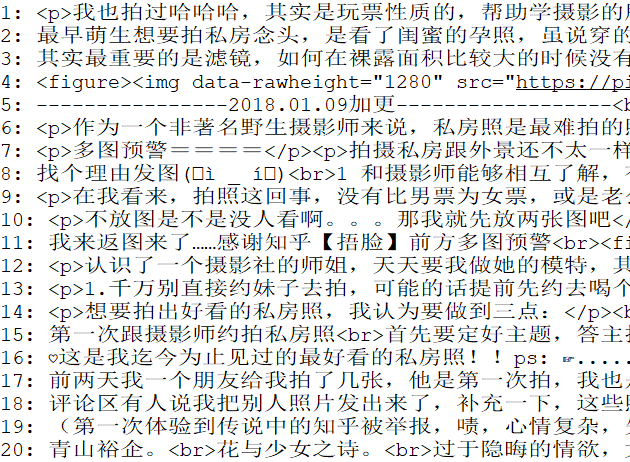 1: <p>我也拍过哈哈哈，其实是玩票性质的，帮助学摄影的
2: 最早萌生想要拍私房念头，是看了闺蜜的孕照，虽说穿的
3: 其实最重要的是滤镜，如何在裸露面积比较大的时候没有
4: <figure><img data-rawheight="1280" src="https://pi
5: -----------------2018.01.09加更-----------------<b
6: <p>作为一个非著名野生摄影师来说，私房照是最难拍的
7: <p>多图预警＝＝＝＝</p><p>拍摄私房跟外景还不太一样
8: 找个理由发图(□ì _ í□)<br>1 和摄影师能够相互了解，
9: <p>在我看来，拍照这回事，没有比男票为女票，或是老
10: <p>不放图是不是没人看啊。。。那我就先放两张图吧</
11: 我来返图来了……感谢知乎【捂脸】前方多图预警<br><fi
12: <p>认识了一个摄影社的师姐，天天要我做她的模特，其
13: <p>1.千万别直接约妹子去拍，可能的话提前先约去喝个
14: <p>想要拍出好看的私房照，我认为要做到三点：</p><b
15: 第一次跟摄影师约拍私房照<br>首先要定好主题，答主
16: ♡这是我迄今为止见过的最好看的私房照！！ps: ☞......
17: 前两天我一个朋友给我拍了几张，他是第一次拍，我也
18: 评论区有人说我把别人照片发出来了，补充一下，这些
19: （第一次体验到传说中的知乎被举报，啧，心情复杂，
20: 青山裕企。<br>花与少女之诗。<br>过于隐晦的情欲，